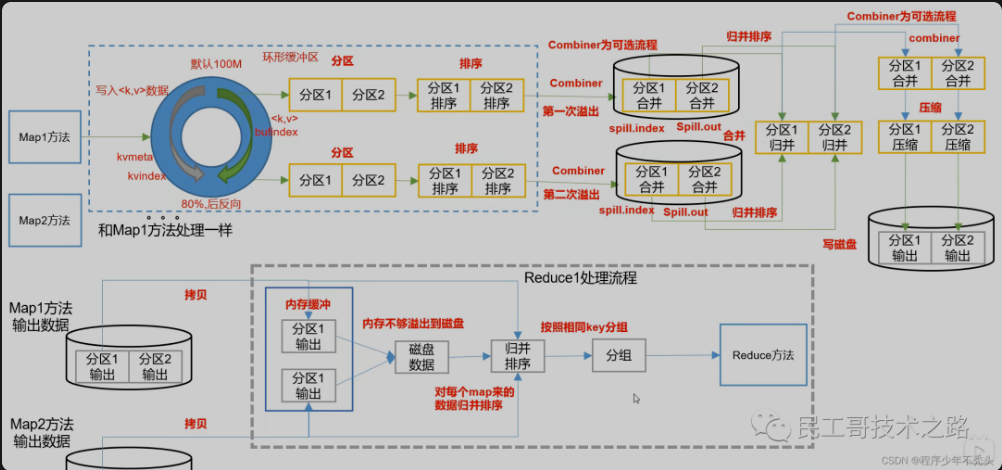 Combiner为可选流程
默认100M
环形缓冲区
分区
排序
Combiner为可选流程
归并排序
combiner
写入<k,v>数据
Map1方法
<k,v>
bufindex
kvmeta
kvindex
80%,后反向
分区1
分区2
分区1
排序
分区2
排序
Combiner
第一次溢出
分区1
合并
分区2
合并
spill.index
Spill.out
合并
分区1
归并
分区2
归并
分区1
合并
分区2
合并
压缩
分区1
压缩
分区2
压缩
分区
排序
分区1
分区2
分区1
排序
分区2
排序
Combiner
第二次溢出
分区1
合并
分区2
合并
spill.index
Spill.out
归并排序
Map2方法
和Map1方法处理一样
写磁盘
分区1
输出
分区2
输出
Reduce1处理流程
Map1方法
输出数据
拷贝
分区1
输出
分区2
输出
内存缓冲
分区1
输出
分区1
输出
内存不够溢出到磁盘
磁盘
数据
归并
排序
按照相同key分组
分组
Reduce方法
对每个map来的
数据归并排序
Map2方法
输出数据
拷贝
民工哥技术之路
CSDN @程序少年不秃头